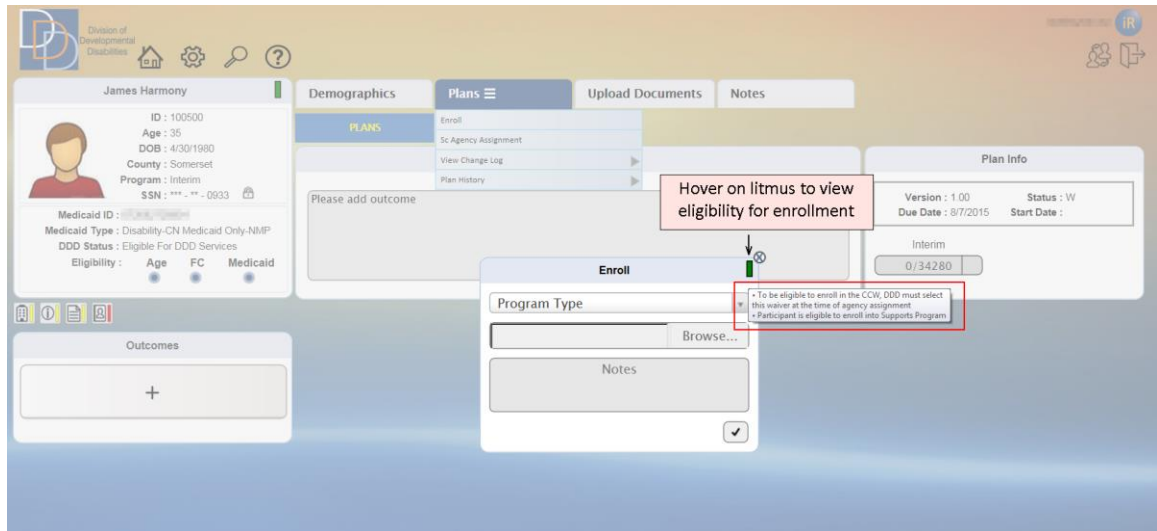 Division of
Developmental
Disabilities
iR
James Harmony
ID : 100500
Age : 35
DOB : 4/30/1980
County : Somerset
Program : Interim
SSN : *** - ** - 0933
Medicaid ID :
Medicaid Type : Disability-CN Medicaid Only-NMP
DDD Status : Eligible For DDD Services
Eligibility : Age FC Medicaid
Outcomes
+
Demographics
Plans
Upload Documents
Notes
PLANS
Enroll
Sc Agency Assignment
View Change Log
Plan History
Please add outcome
Hover on litmus to view
eligibility for enrollment
Plan Info
Version : 1.00 Status : W
Due Date : 8/7/2015 Start Date :
Interim
0/34280
Enroll
Program Type
• To be eligible to enroll in the CCW, DDD must select
this waiver at the time of agency
assignment
• Participant is eligible to enroll into Supports Program
Browse...
Notes